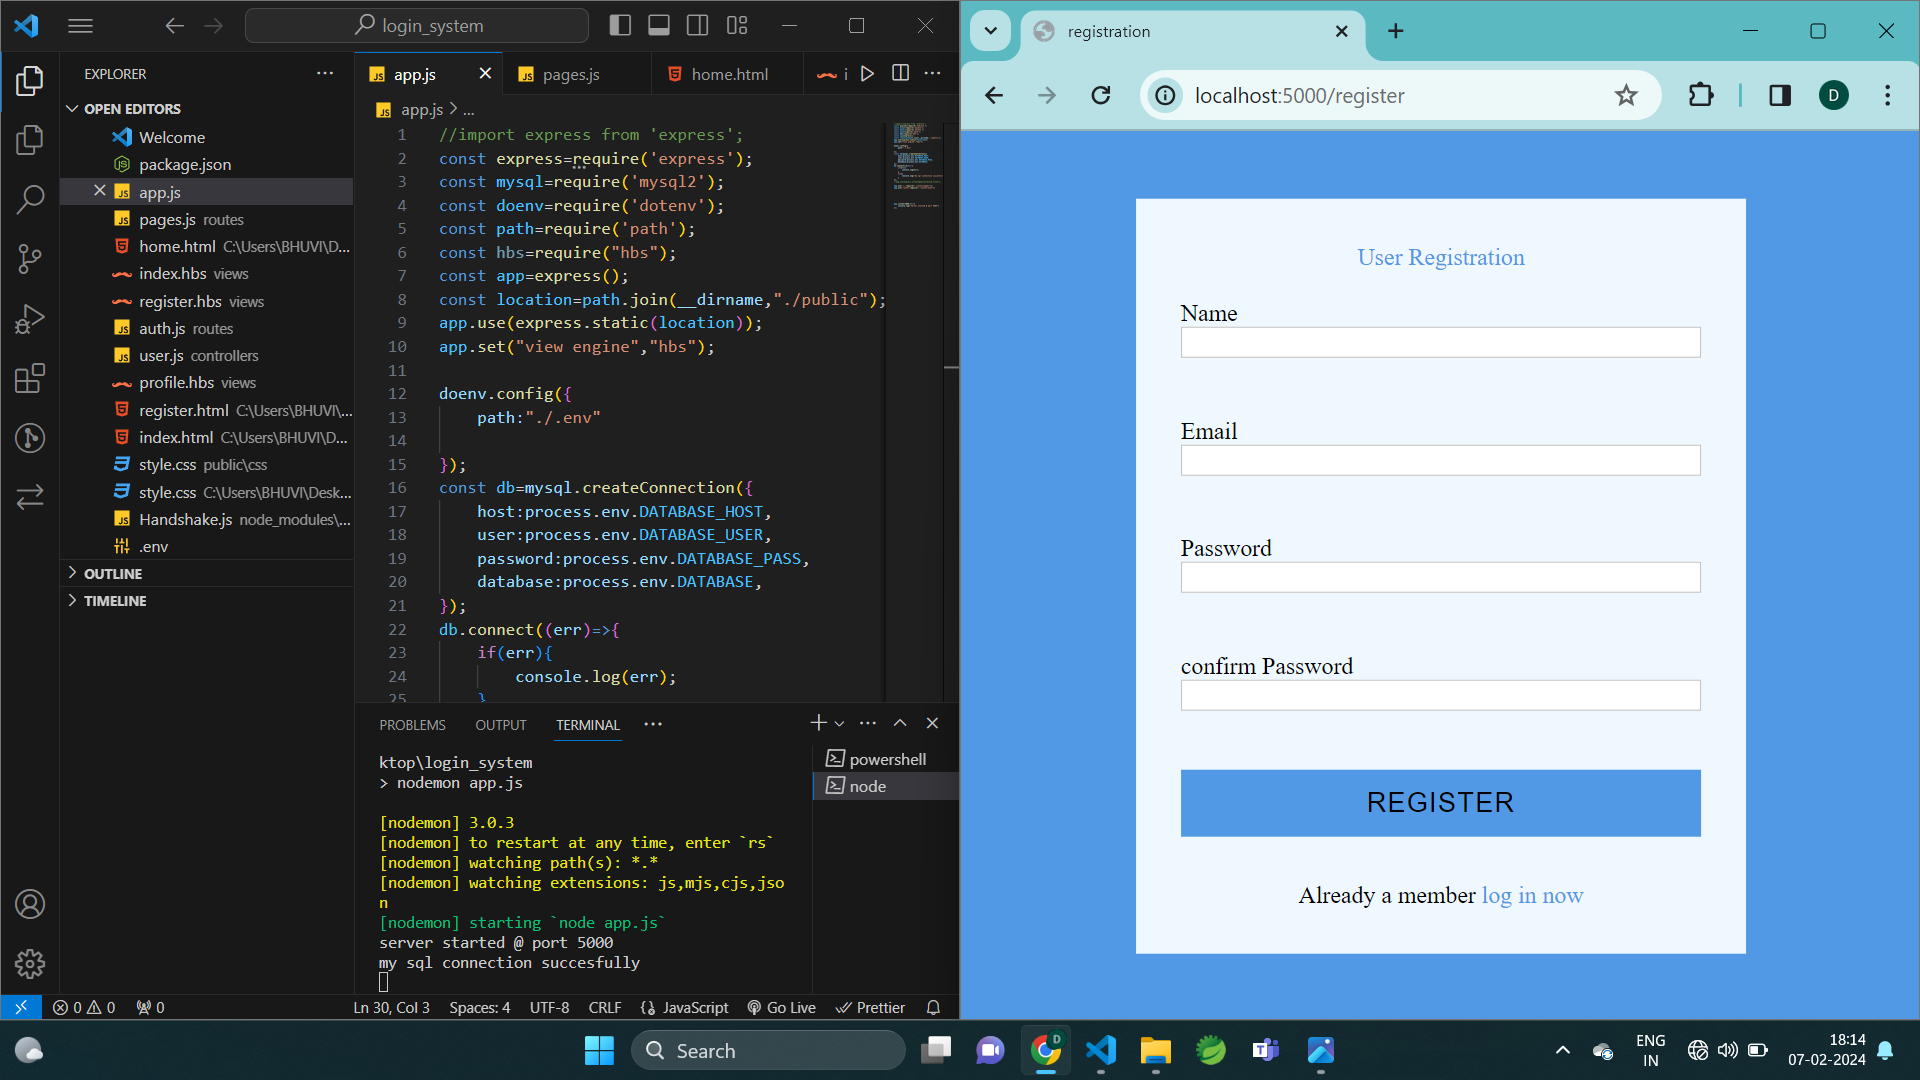 login_system
EXPLORER
OPEN EDITORS
Welcome
package.json
app.js
pages.js routes
home.html C:\Users\BHUVI\D...
index.hbs views
register.hbs views
auth.js routes
user.js controllers
profile.hbs views
register.html C:\Users\BHUVI\...
index.html C:\Users\BHUVI\D...
style.css public\css
style.css C:\Users\BHUVI\Desk...
Handshake.js node_modules\...
.env
OUTLINE
TIMELINE
app.js
pages.js
home.html
i
app.js > ...
1 //import express from 'express';
2 const express=require('express');
3 const mysql=require('mysql2');
4 const doenv=require('dotenv');
5 const path=require('path');
6 const hbs=require("hbs");
7 const app=express();
8 const location=path.join(__dirname,"./public");
9 app.use(express.static(location));
10 app.set("view engine","hbs");
11
12 doenv.config({
13 path:"./.env"
14
15 });
16 const db=mysql.createConnection({
17 host:process.env.DATABASE_HOST,
18 user:process.env.DATABASE_USER,
19 password:process.env.DATABASE_PASS,
20 database:process.env.DATABASE,
21 });
22 db.connect((err)=>{
23 if(err){
24 console.log(err);
25 }
PROBLEMS OUTPUT TERMINAL
ktop\login_system
> nodemon app.js
[nodemon] 3.0.3
[nodemon] to restart at any time, enter `rs`
[nodemon] watching path(s): *.*
[nodemon] watching extensions: js,mjs,cjs,jso
n
[nodemon] starting `node app.js`
server started @ port 5000
my sql connection succesfully
powershell
node
0 0 0 Ln 30, Col 3 Spaces: 4 UTF-8 CRLF JavaScript Go Live Prettier
registration
localhost:5000/register
D
User Registration
Name
Email
Password
confirm Password
REGISTER
Already a member log in now
Search
D
ENG
IN
18:14
07-02-2024